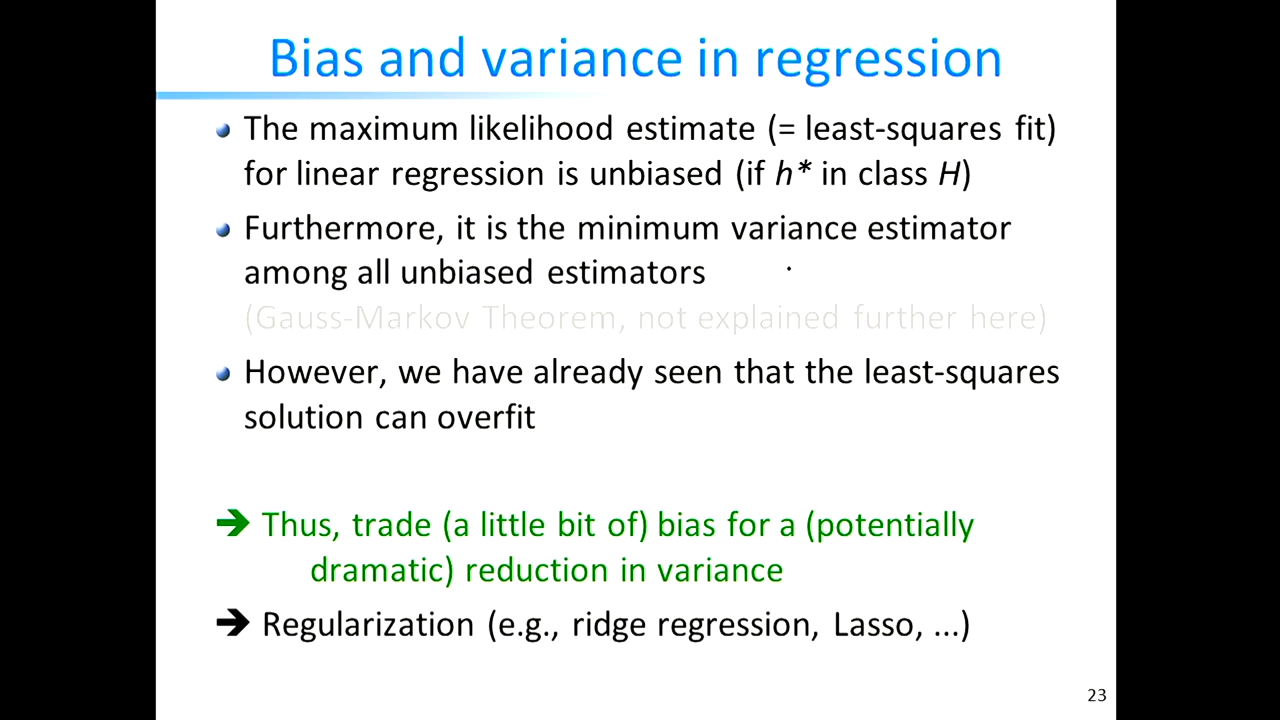 Bias and variance in regression
The maximum likelihood estimate (= least-squares fit)
for linear regression is unbiased (if h* in class H)
Furthermore, it is the minimum variance estimator
among all unbiased estimators
(Gauss-Markov Theorem, not explained further here)
However, we have already seen that the least-squares
solution can overfit
➔ Thus, trade (a little bit of) bias for a (potentially
dramatic) reduction in variance
➔ Regularization (e.g., ridge regression, Lasso, ...)
23